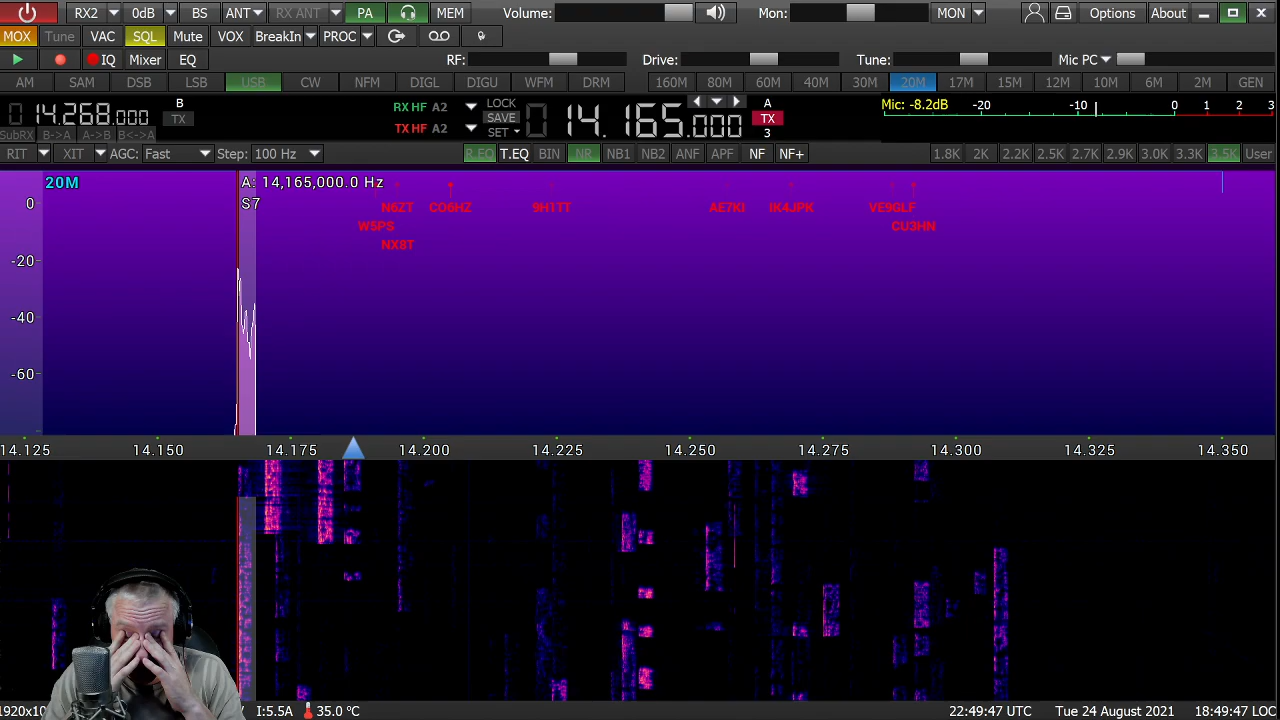 RX2 0dB BS ANT RX ANT PA MEM Volume: Mon: MON Options About
MOX Tune VAC SQL Mute VOX BreakIn PROC
IQ Mixer EQ RF: Drive: Tune: Mic PC
AM SAM DSB LSB USB CW NFM DIGL DIGU WFM DRM 160M 80M 60M 40M 30M 20M 17M 15M 12M 10M 6M 2M GEN
0 14.268.000 B TX RX HF A2 LOCK 0 14.165.000 A TX 3 Mic: -8.2dB -20 -10 0 1 2 3
TX HF A2 SAVE
SubRX B->A A->B B<->A SET
RIT XIT AGC: Fast Step: 100 Hz R.EQ T.EQ BIN NR NB1 NB2 ANF APF NF NF+ 1.8K 2K 2.2K 2.5K 2.7K 2.9K 3.0K 3.3K 3.5K User
20M A: 14,165,000.0 Hz
0 S7 N6ZT CO6HZ 9H1TT AE7KI IK4JPK VE9GLF
W5PS CU3HN
NX8T
-20
-40
-60
14.125 14.150 14.175 14.200 14.225 14.250 14.275 14.300 14.325 14.350
1920x10 V I:5.5A 35.0 °C 22:49:47 UTC Tue 24 August 2021 18:49:47 LOC